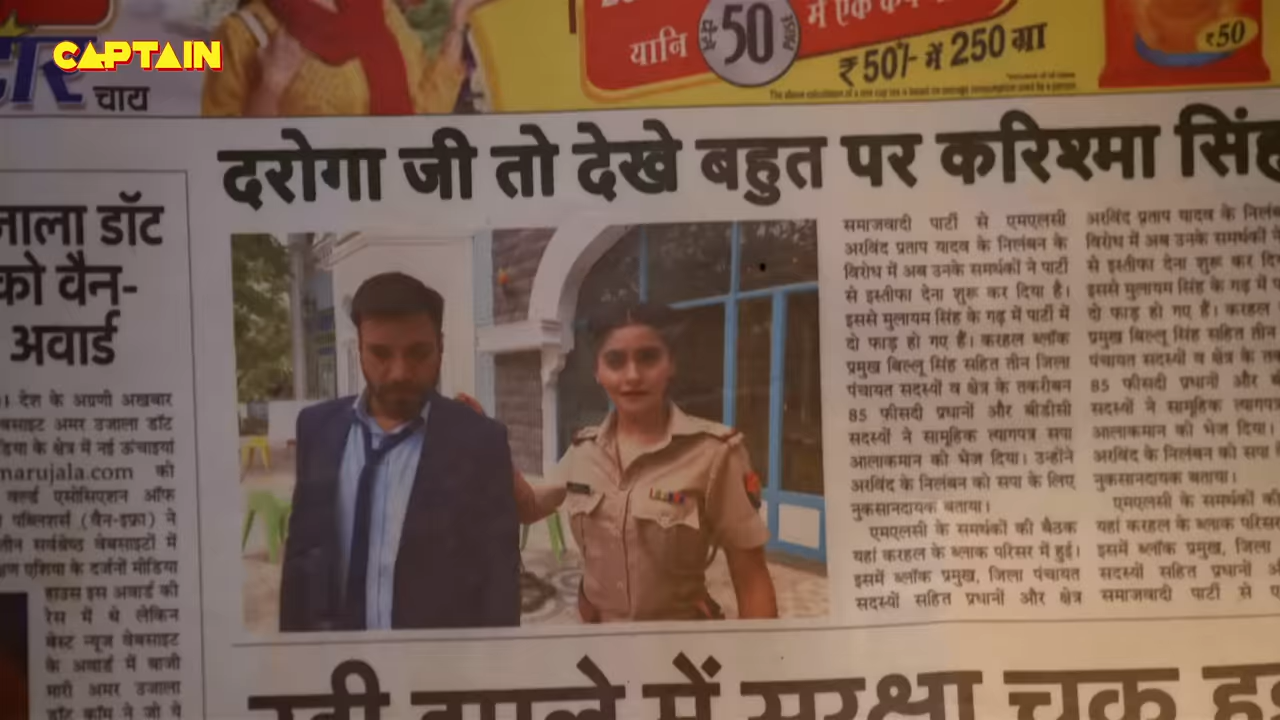 CAPTAIN
चाय
यानि
50
में एक कप
₹50/- में 250 ग्रा
₹50
दरोगा जी तो देखे बहुत पर करिश्मा सिंह
जाला डॉट
को वैन-
अवार्ड
देश के अग्रणी अखबार
अमर उजाला डॉट
के क्षेत्र में नई ऊंचाइयां
marujala.com को
वर्ल्ड एसोसिएशन ऑफ
पब्लिशर्स (वैन-इफ्रा) ने
तीन सर्वश्रेष्ठ वेबसाइटों में
एशिया के दर्जनों मीडिया
हाउस इस अवार्ड की
रेस में थे लेकिन
बेस्ट न्यूज वेबसाइट
के अवार्ड में बाजी
मारी अमर उजाला
डॉट कॉम ने जो ये
समाजवादी पार्टी से एमएलसी
अरविंद प्रताप यादव के निलंबन के
विरोध में अब उनके समर्थकों ने पार्टी
से इस्तीफा देना शुरू कर दिया है।
इससे मुलायम सिंह के गढ़ में पार्टी में
दो फाड़ हो गए हैं। करहल ब्लॉक
प्रमुख बिल्लू सिंह सहित तीन जिला
पंचायत सदस्यों व क्षेत्र के तकरीबन
85 फीसदी प्रधानों और बीडीसी
सदस्यों ने सामूहिक त्यागपत्र सपा
आलाकमान को भेज दिया। उन्होंने
अरविंद के निलंबन को सपा के लिए
नुकसानदायक बताया।
एमएलसी के समर्थकों की बैठक
यहां करहल के ब्लाक परिसर में हुई।
इसमें ब्लॉक प्रमुख, जिला पंचायत
सदस्यों सहित प्रधानों और क्षेत्र
अरविंद प्रताप यादव के
विरोध में अब उनके समर्थकों
से इस्तीफा देना शुरू कर
इससे मुलायम सिंह के गढ़ में
दो फाड़ हो गए हैं। करहल
प्रमुख बिल्लू सिंह सहित तीन
पंचायत सदस्यों व क्षेत्र के
85 फीसदी प्रधानों और
सदस्यों ने सामूहिक त्यागपत्र
आलाकमान को भेज दिया।
अरविंद के निलंबन को सपा
नुकसानदायक बताया।
एमएलसी के समर्थकों की
यहां करहल के ब्लाक परिसर
इसमें ब्लॉक प्रमुख, जिला
सदस्यों सहित प्रधानों
समाजवादी पार्टी से
हमले में सुरक्षा चूक